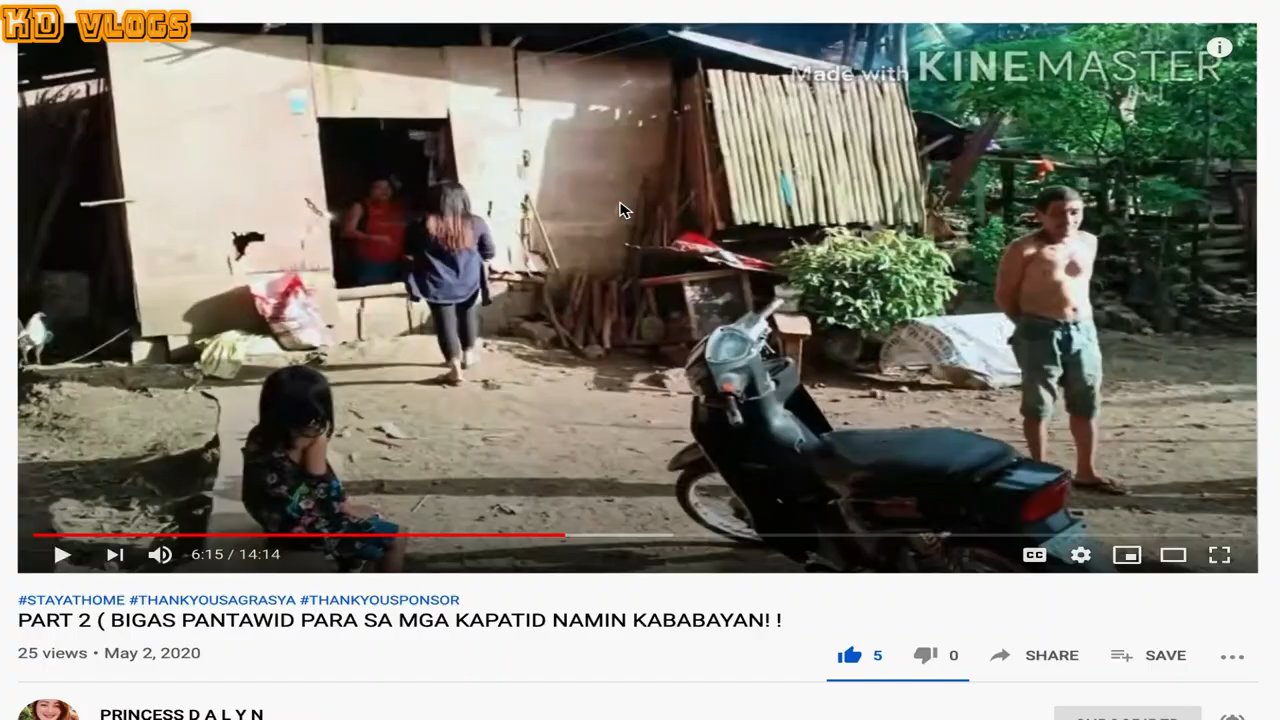 KD VLOGS
Made with KINEMASTER
6:15 / 14:14
CC
#STAYATHOME #THANKYOUSAGRASYA #THANKYOUSPONSOR
PART 2 ( BIGAS PANTAWID PARA SA MGA KAPATID NAMIN KABABAYAN! !
25 views • May 2, 2020
5
0
SHARE
SAVE
PRINCESS D A L Y N
SUBSCRIBED